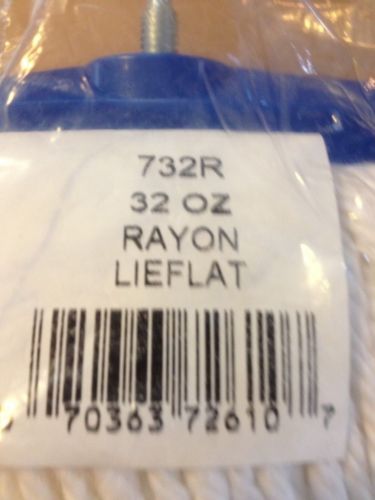 732R
32 OZ
RAYON
LIEFLAT
70363 72610 7